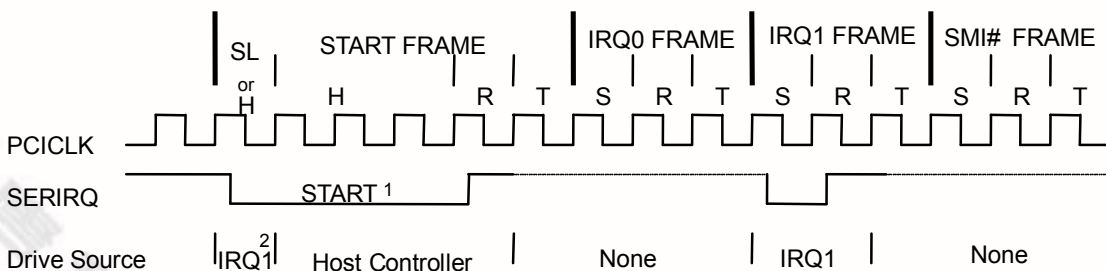 SL START FRAME IRQ0 FRAME IRQ1 FRAME SMI# FRAME
or
H H R T S R T S R T S R T
PCICLK
SERIRQ START 1
Drive Source IRQ1 2 Host Controller None IRQ1 None